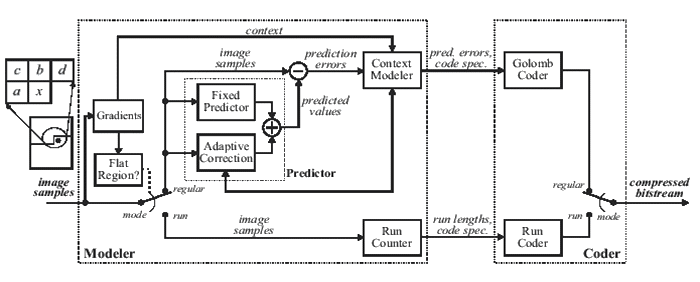 context
image
samples
prediction
errors
pred. errors,
code spec.
c b d
a x
Gradients
Fixed
Predictor
Adaptive
Correction
predicted
values
Context
Modeler
Golomb
Coder
Flat
Region?
Predictor
image
samples
regular
mode
run
image
samples
Run
Counter
run lengths,
code spec.
Run
Coder
regular
run
mode
compressed
bitstream
Modeler
Coder